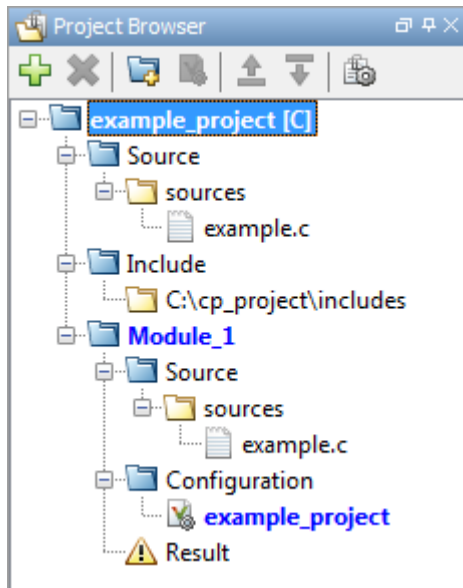 Project Browser
example_project [C]
Source
sources
example.c
Include
C:\cp_project\includes
Module_1
Source
sources
example.c
Configuration
example_project
Result